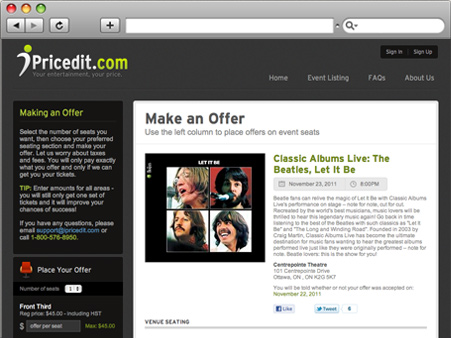 Sign in
Sign Up
iPricedit.com
Your entertainment, your price.
Home
Event Listing
FAQs
About Us
Making an Offer
Select the number of seats you
want, then choose your preferred
seating section and make your
offer. Let us worry about taxes
and fees. You will only pay exactly
what you offer and only if we can
get you your tickets.
TIP: Enter amounts for all areas -
you will still only get one set of
tickets and it will improve your
chances of success!
If you have any questions, please
email support@ipricedit.com or
call 1-800-576-8950.
Place Your Offer
Number of seats
1
Front Third
Reg price: $45.00 - including HST
$
offer per seat
Max: $45.00
Make an Offer
Use the left column to place offers on event seats
LET IT BE
Classic Albums Live: The
Beatles, Let It Be
November 23, 2011
8:00PM
Beatle fans can relive the magic of Let It Be with Classic Albums
Live's performance on stage – note for note, cut for cut.
Recreated by the world's best musicians, music lovers will be
thrilled to hear this legendary music again! Go back in time
listening to the best of the Beatles with such classics as "Let It
Be" and "The Long and Winding Road". Founded in 2003 by
Craig Martin, Classic Albums Live has become the ultimate
destination for music fans wanting to hear the greatest albums
performed live just like they were originally performed – note for
note. Beatle lovers: this is the show for you!
Centrepointe Theatre
101 Centrepointe Drive
Ottawa, ON, ON K2G 5K7
You will be told whether or not your offer was accepted on:
November 22, 2011
Like
Tweet
6
VENUE SEATING